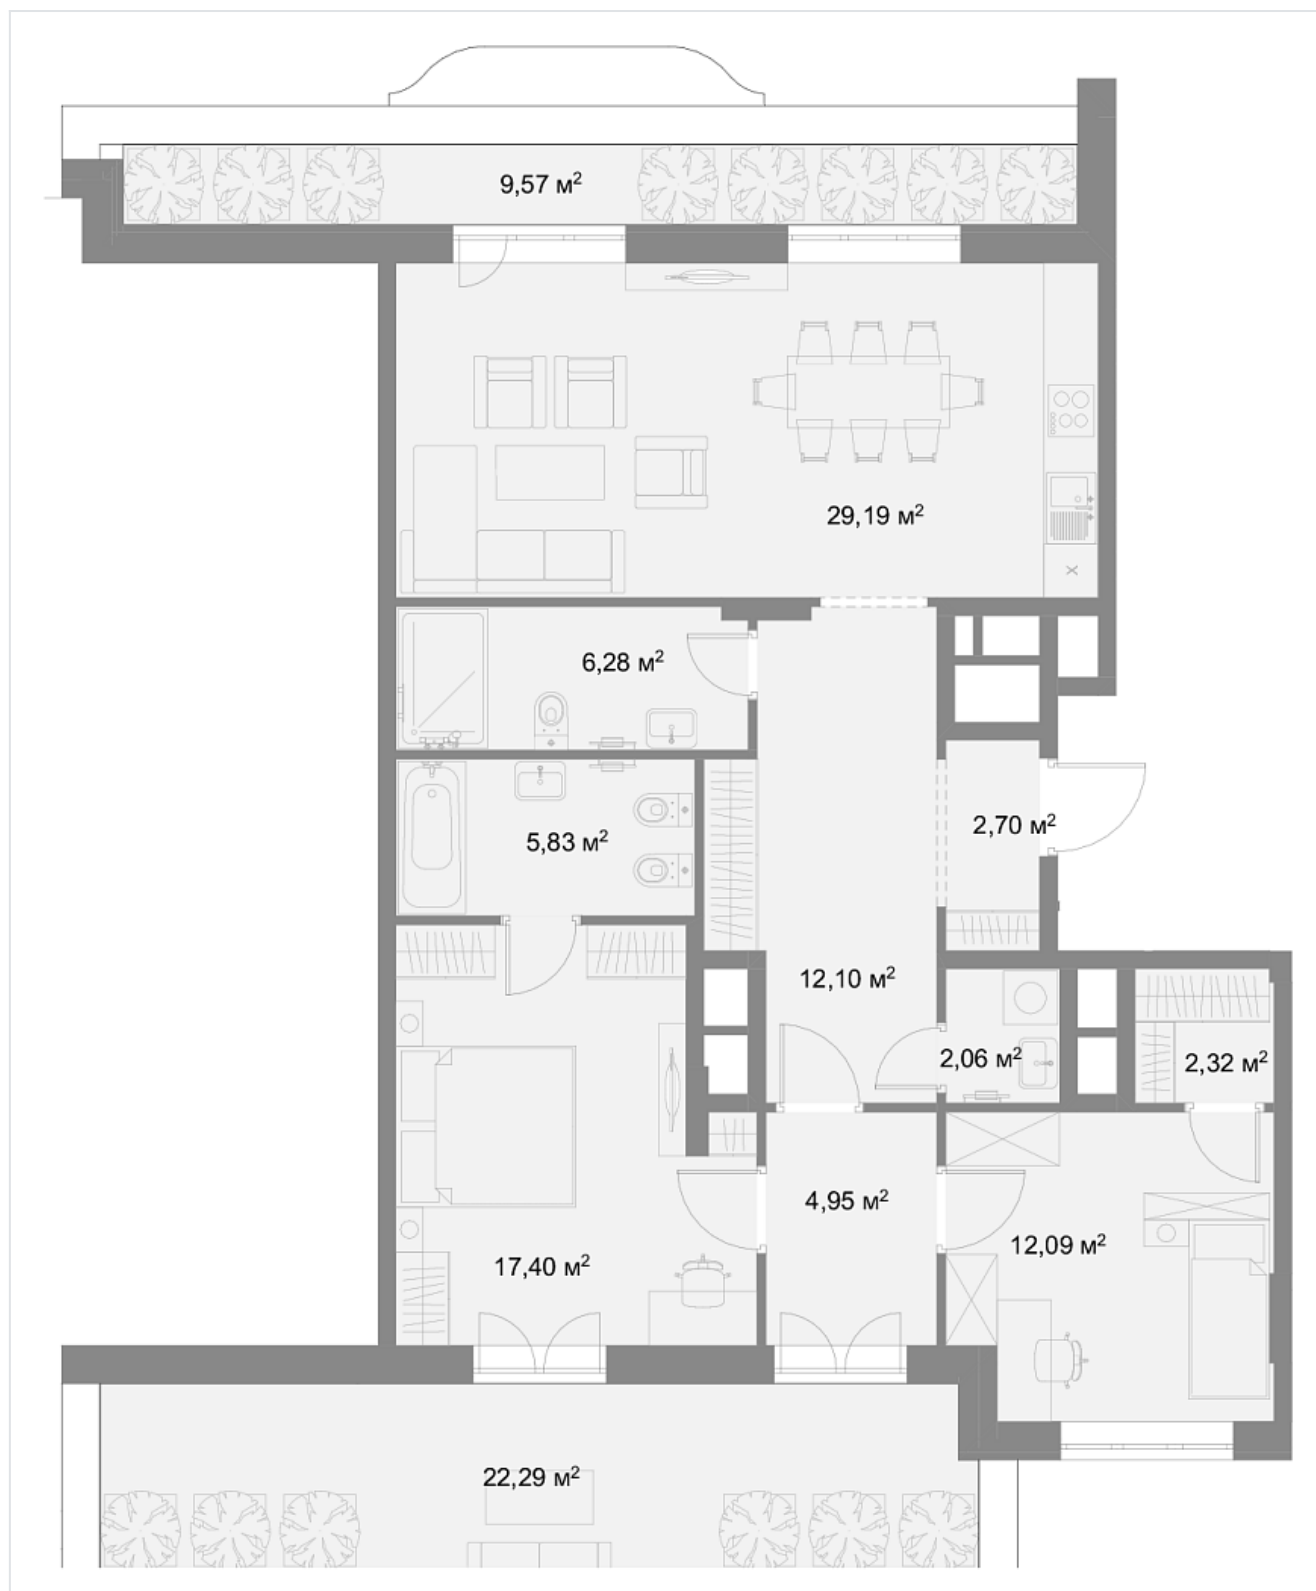 9,57 м²
29,19 м²
6,28 м²
5,83 м²
2,70 м²
12,10 м²
2,06 м²
2,32 м²
4,95 м²
12,09 м²
17,40 м²
22,29 м²